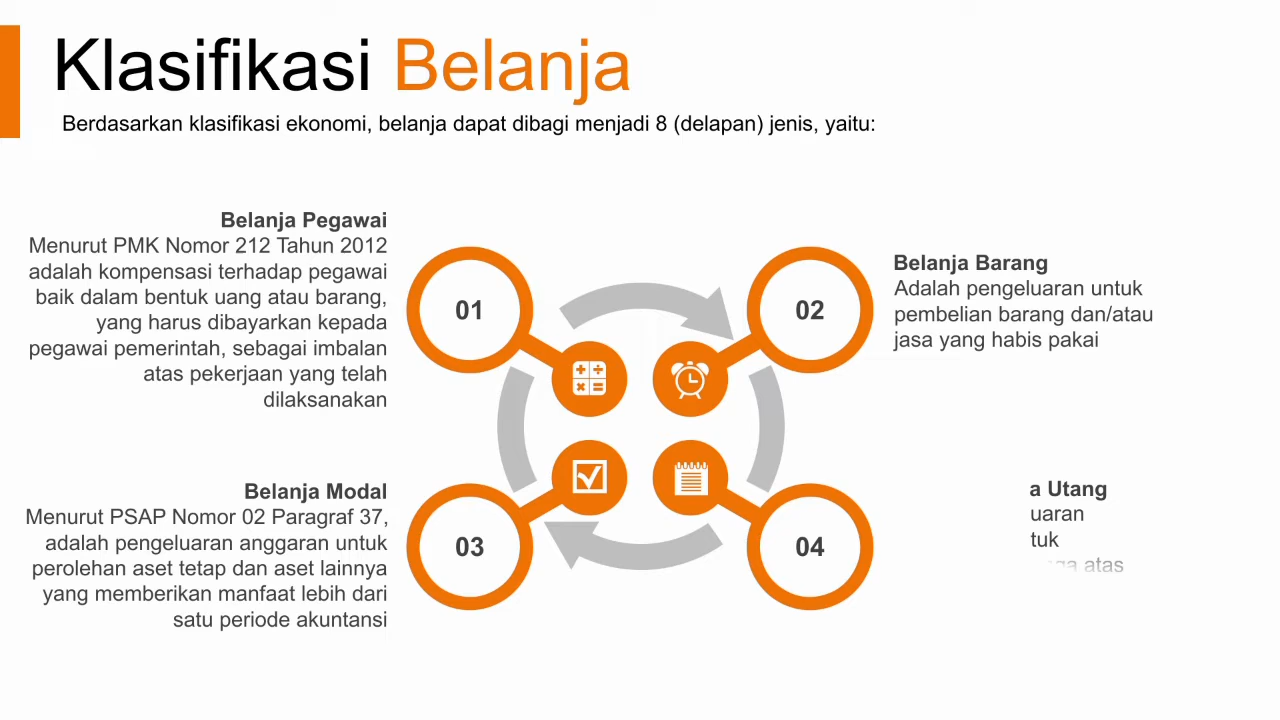 Klasifikasi Belanja
Berdasarkan klasifikasi ekonomi, belanja dapat dibagi menjadi 8 (delapan) jenis, yaitu:
Belanja Pegawai
Menurut PMK Nomor 212 Tahun 2012
adalah kompensasi terhadap pegawai
baik dalam bentuk uang atau barang,
yang harus dibayarkan kepada
pegawai pemerintah, sebagai imbalan
atas pekerjaan yang telah
dilaksanakan
01
02
Belanja Barang
Adalah pengeluaran untuk
pembelian barang dan/atau
jasa yang habis pakai
Belanja Modal
Menurut PSAP Nomor 02 Paragraf 37,
adalah pengeluaran anggaran untuk
perolehan aset tetap dan aset lainnya
yang memberikan manfaat lebih dari
satu periode akuntansi
03
04
a Utang
uaran
tuk
atas